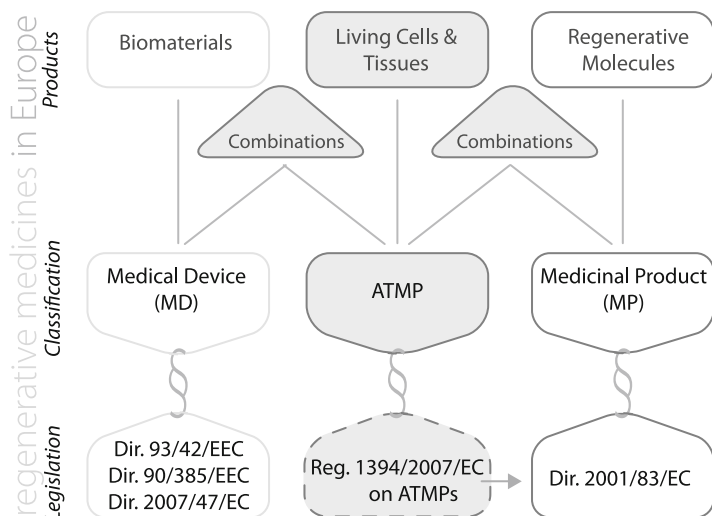 regenerative medicines in Europe
Products
Biomaterials
Living Cells &
Tissues
Regenerative
Molecules
Combinations
Combinations
Classification
Medical Device
(MD)
ATMP
Medicinal Product
(MP)
Legislation
Dir. 93/42/EEC
Dir. 90/385/EEC
Dir. 2007/47/EC
Reg. 1394/2007/EC
on ATMPs
Dir. 2001/83/EC